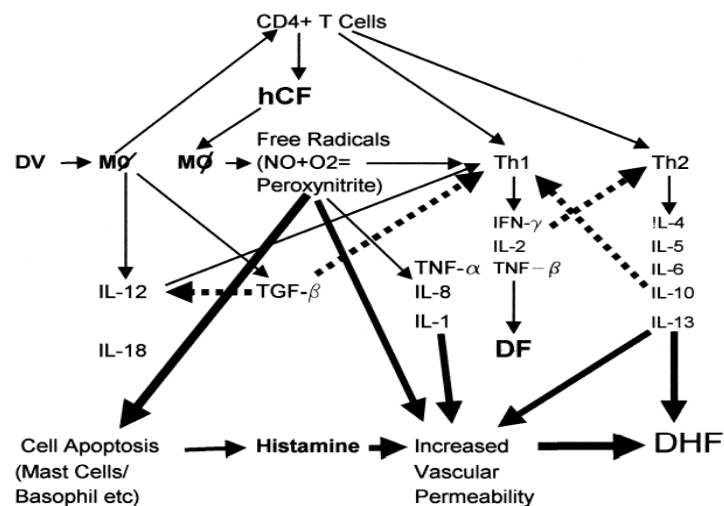 CD4+ T Cells
hCF
Free Radicals
DV MØ MØ (NO+O2= Th1 Th2
Peroxynitrite)
IFN-γ !L-4
IL-2 IL-5
TNF-α TNF-β IL-6
IL-12 TGF-β IL-8 IL-10
IL-18 IL-1 DF IL-13
Cell Apoptosis Histamine Increased DHF
(Mast Cells/ Vascular
Basophil etc) Permeability